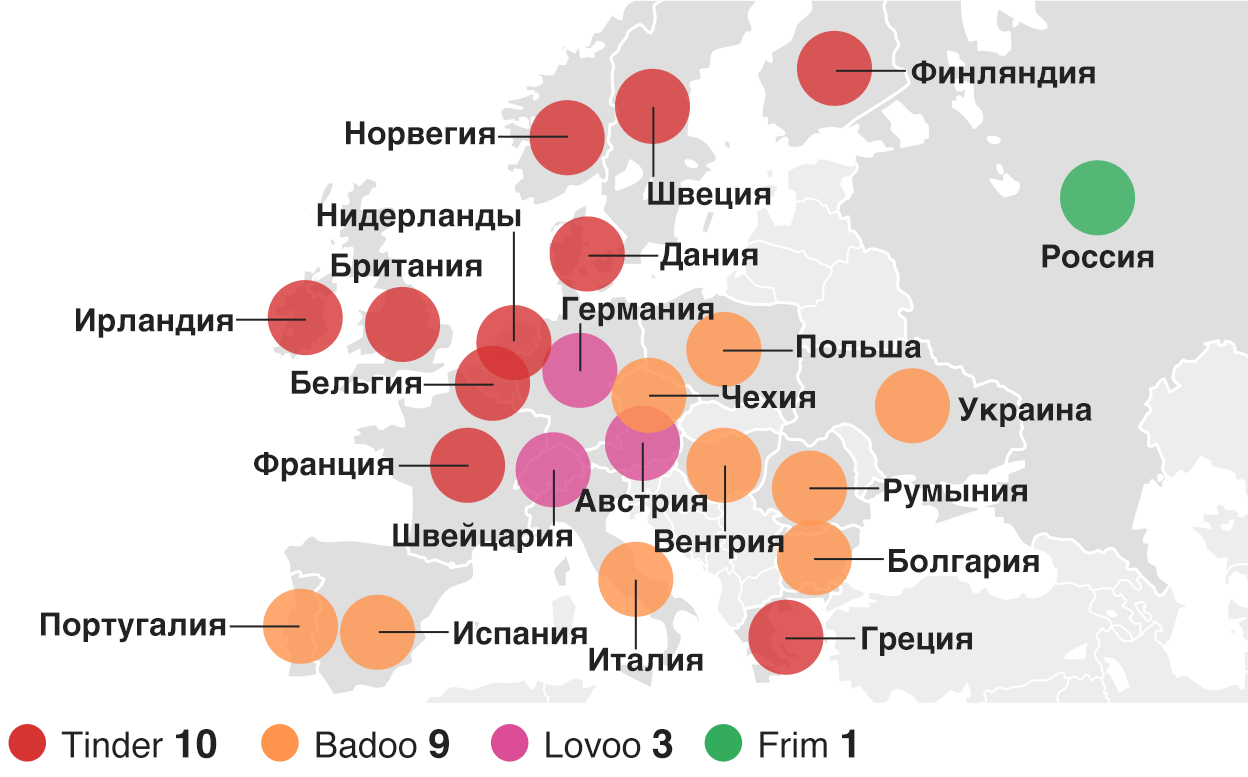 Финляндия
Норвегия
Швеция
Нидерланды
Дания
Россия
Британия
Германия
Ирландия
Польша
Бельгия
Чехия
Украина
Франция
Румыния
Австрия
Швейцария
Венгрия
Болгария
Португалия
Испания
Греция
Италия
Tinder 10
Badoo 9
Lovoo 3
Frim 1